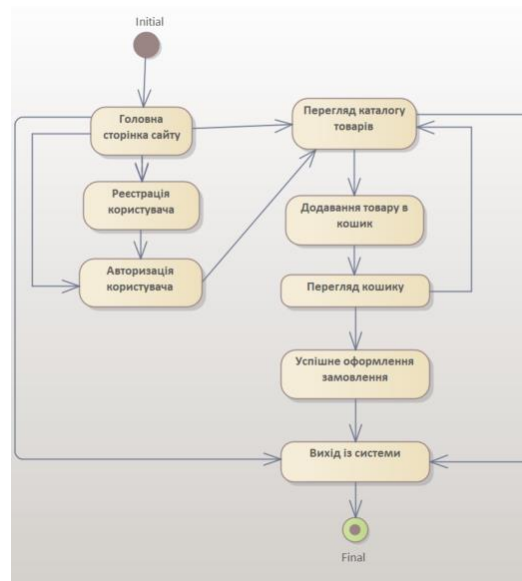 Initial
Головна
сторінка сайту
Реєстрація
користувача
Авторизація
користувача
Перегляд каталогу
товарів
Додавання товару в
кошик
Перегляд кошику
Успішне оформлення
замовлення
Вихід із системи
Final